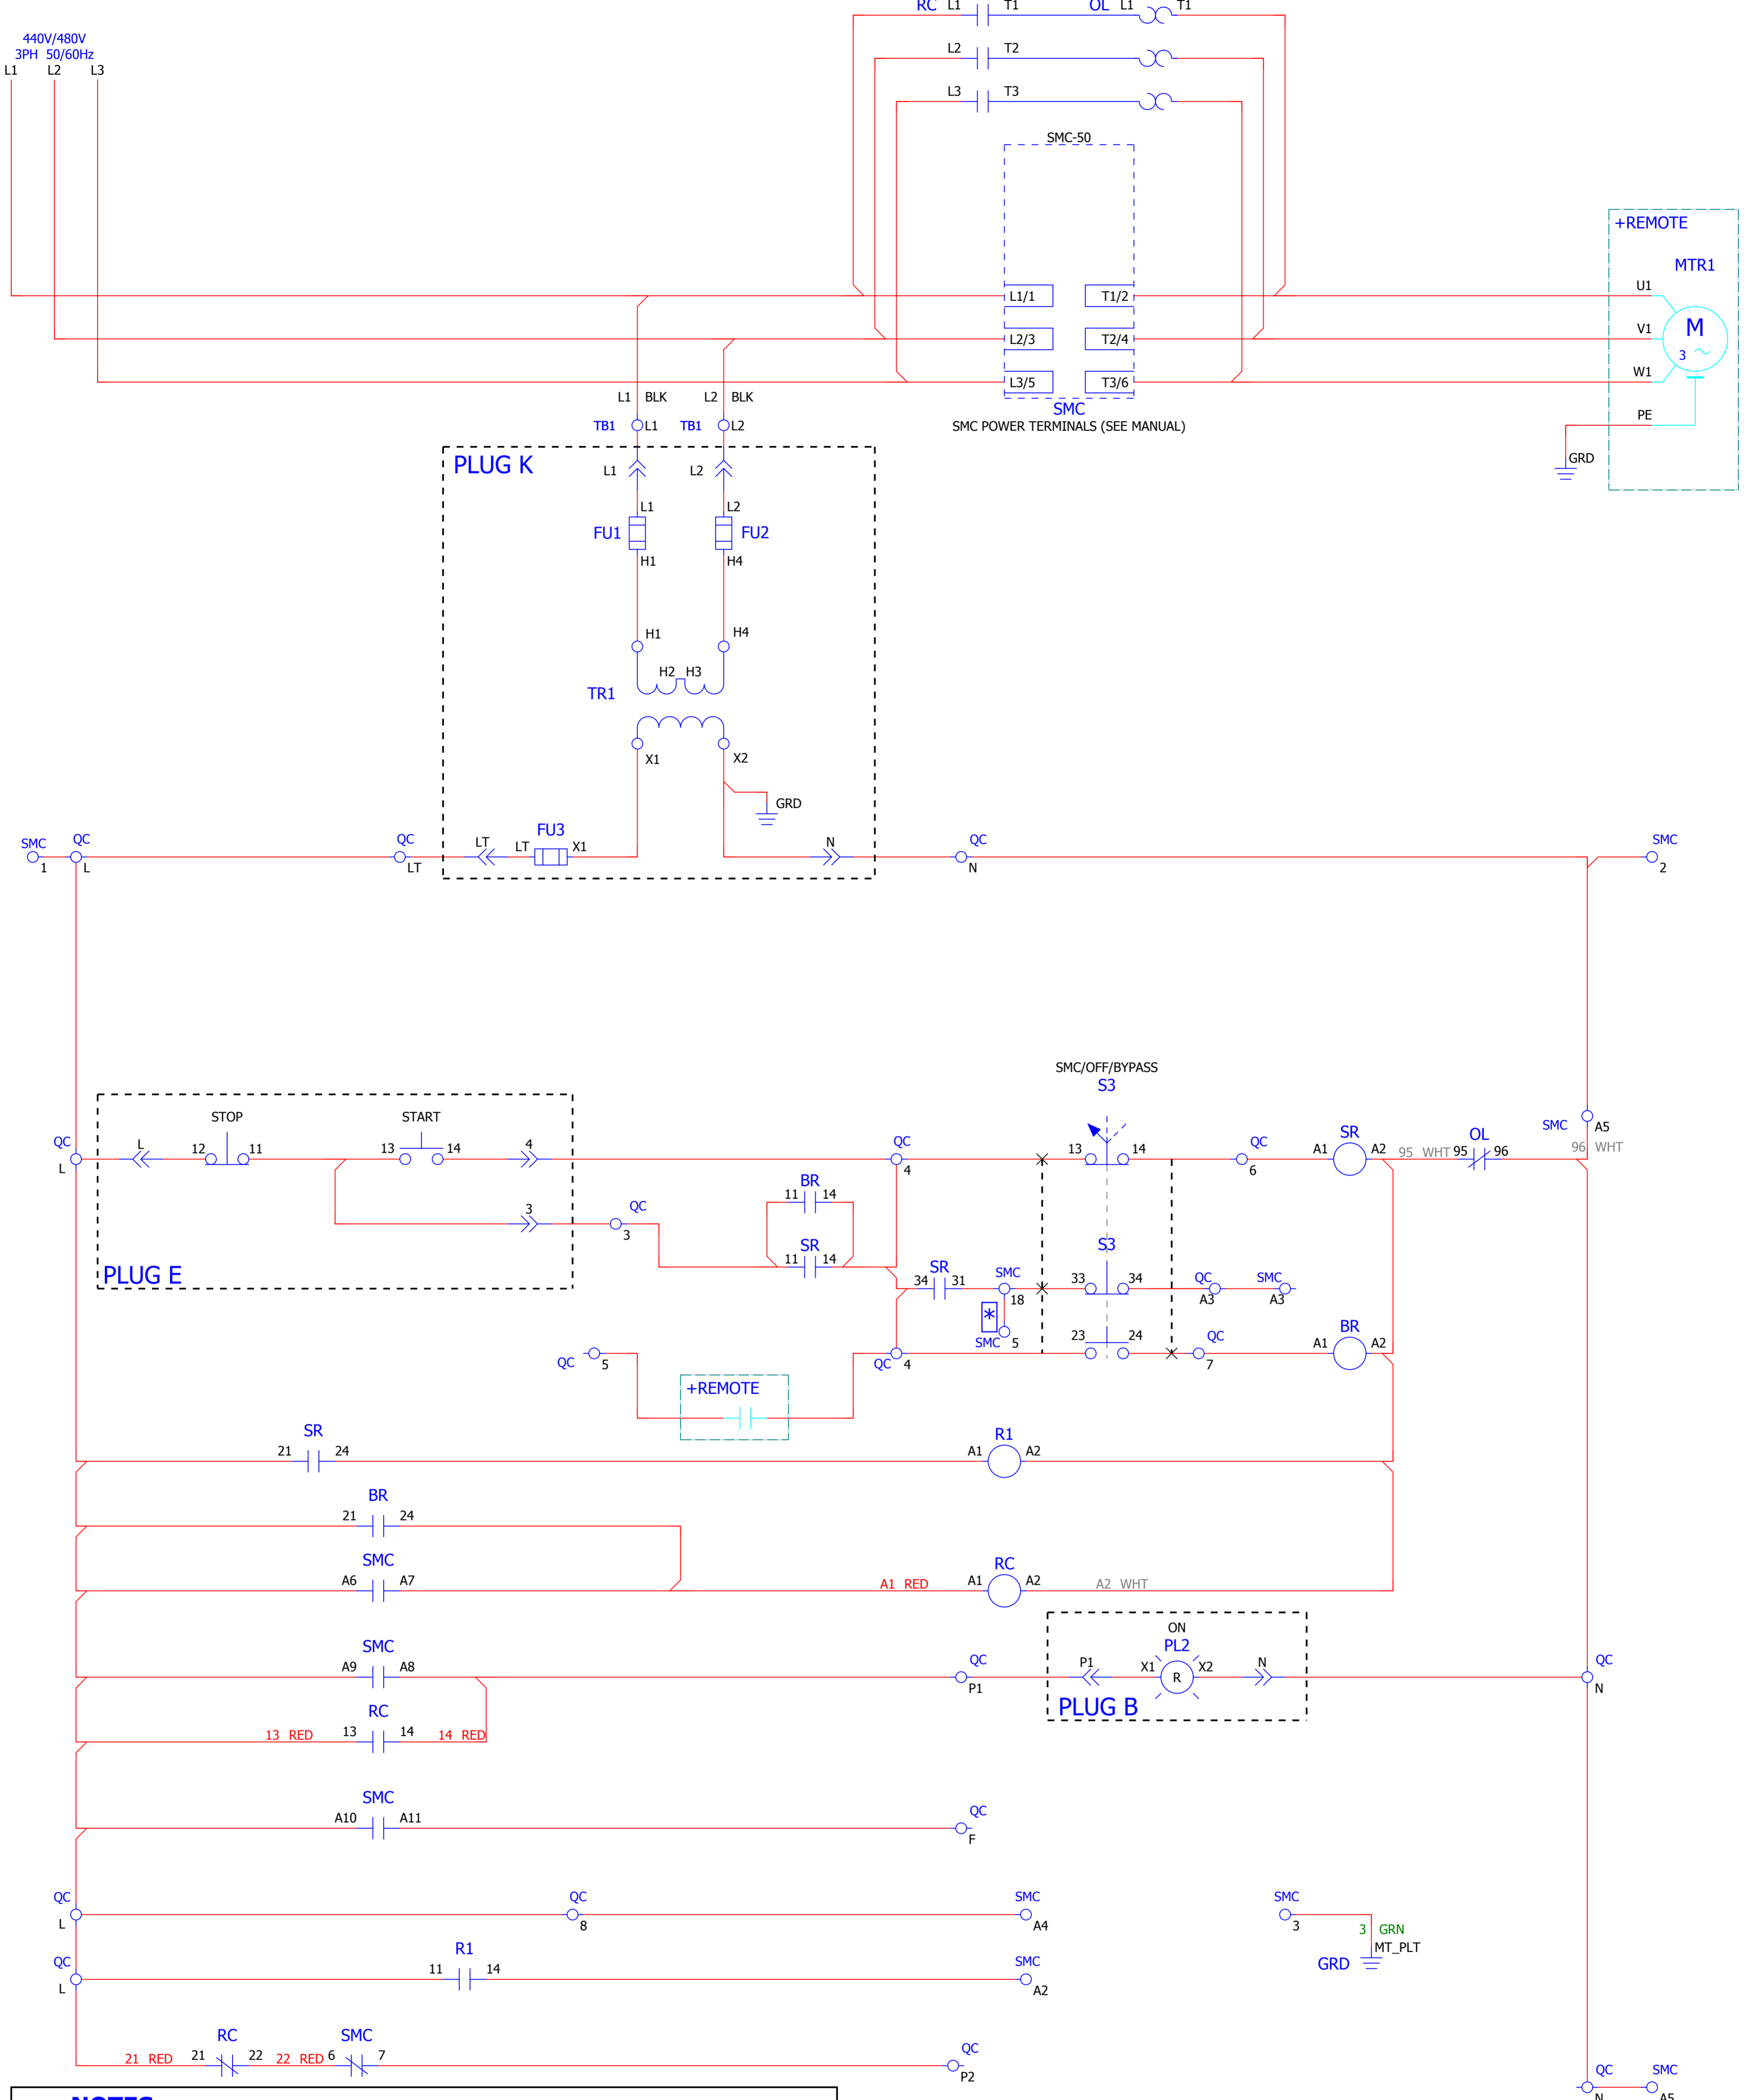 RC L1 T1 OL L1 T1
440V/480V
3PH 50/60Hz
L1 L2 L3
L2 T2
L3 T3
SMC-50
+REMOTE
MTR1
U1
L1/1 T1/2
V1
M
3
L2/3 T2/4
W1
L3/5 T3/6
L1 BLK L2 BLK
SMC
PE
TB1 L1 TB1 L2
SMC POWER TERMINALS (SEE MANUAL)
PLUG K
L1 L2
GRD
L1 L2
FU1 FU2
H1 H4
H1 H4
H2 H3
TR1
X1 X2
GRD
SMC QC QC LT FU3 LT X1 N QC SMC
1 L LT N 2
SMC/OFF/BYPASS
S3
STOP START
SMC A5
QC L 12 11 13 14 4 QC 13 14 QC SR A1 A2 95 WHT 95 OL 96 96 WHT
L 4 6
BR
11 14
3 QC
3
SR
11 14
S3
PLUG E
SR
34 31 SMC 33 34 QC SMC
18 A3 A3
*
SMC 5
23 24 QC BR
A1 A2
QC 5 QC 4 7
+REMOTE
SR
21 24
R1
A1 A2
BR
21 24
SMC
A6 A7
RC
A1 RED A1 A2 A2 WHT
ON
SMC
A9 A8
QC P1 PL2 X1 X2 N QC
P1 R N
PLUG B
RC
13 RED 13 14 14 RED
SMC
A10 A11
QC
F
QC QC SMC SMC
L 8 A4 3
3 GRN
MT_PLT
GRD
QC R1 SMC
11 14
L A2
RC SMC
21 RED 21 22 22 RED 6 7
QC
P2
QC SMC
N A5
NOTES